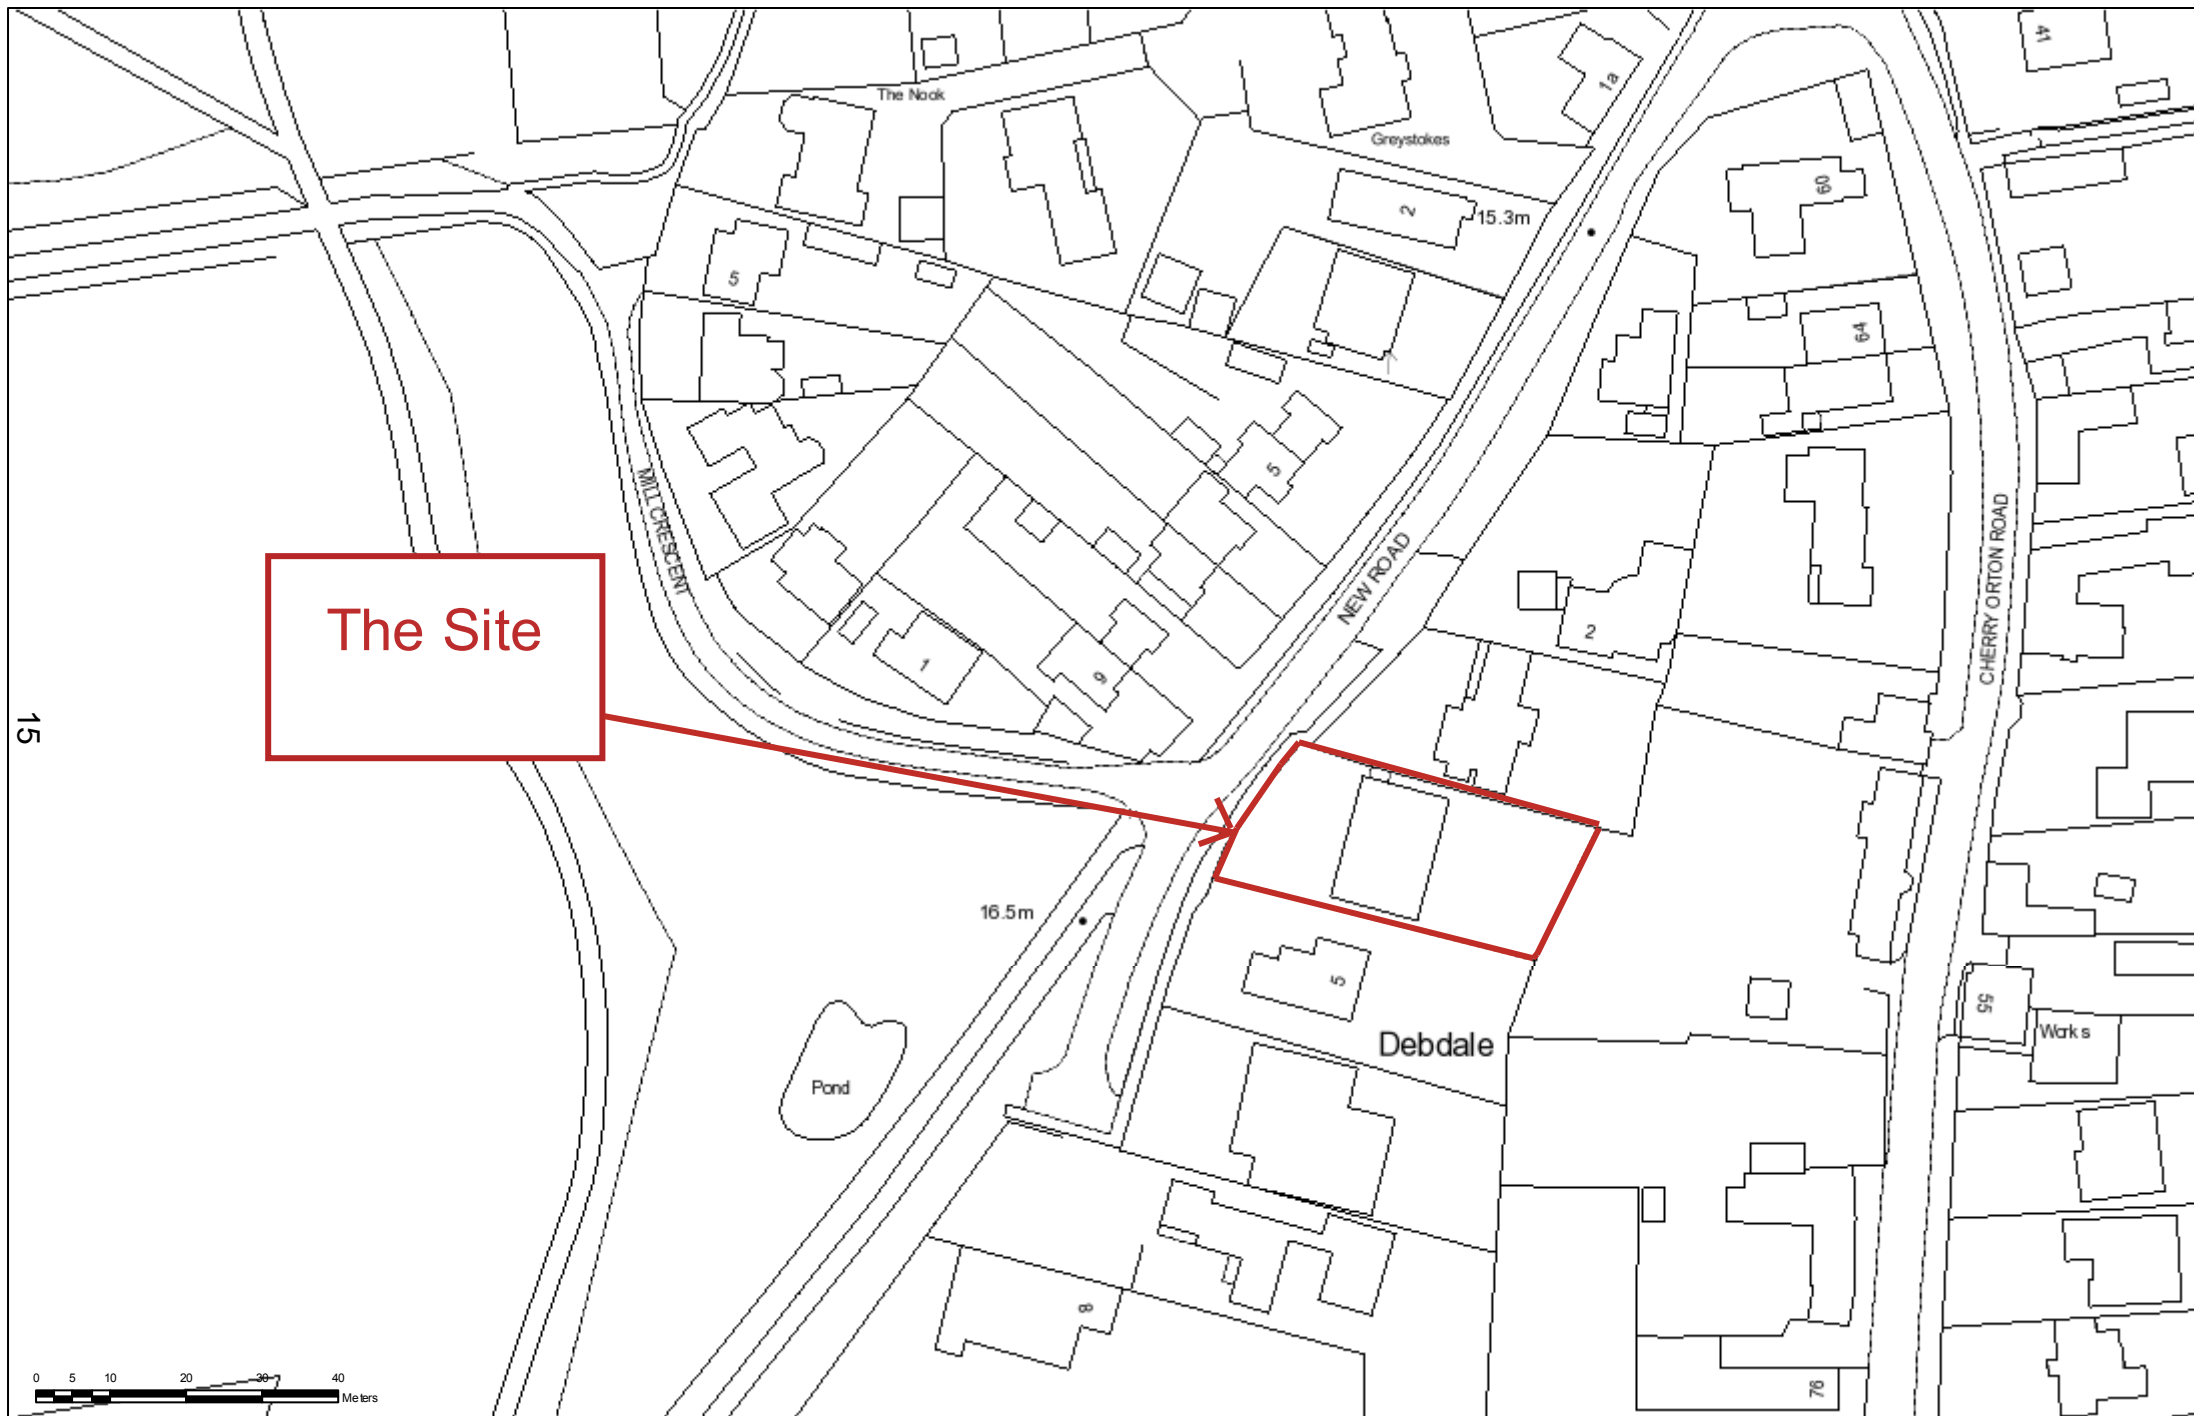 41
The Nook
1a
Greystokes
60
2
15.3m
5
64
5
MILL CRESCENT
NEW ROAD
CHERRY ORTON ROAD
The Site
2
1
9
15
16.5m
5
55
Debdale
Works
Pond
8
76
0 5 10 20 30 40
Meters